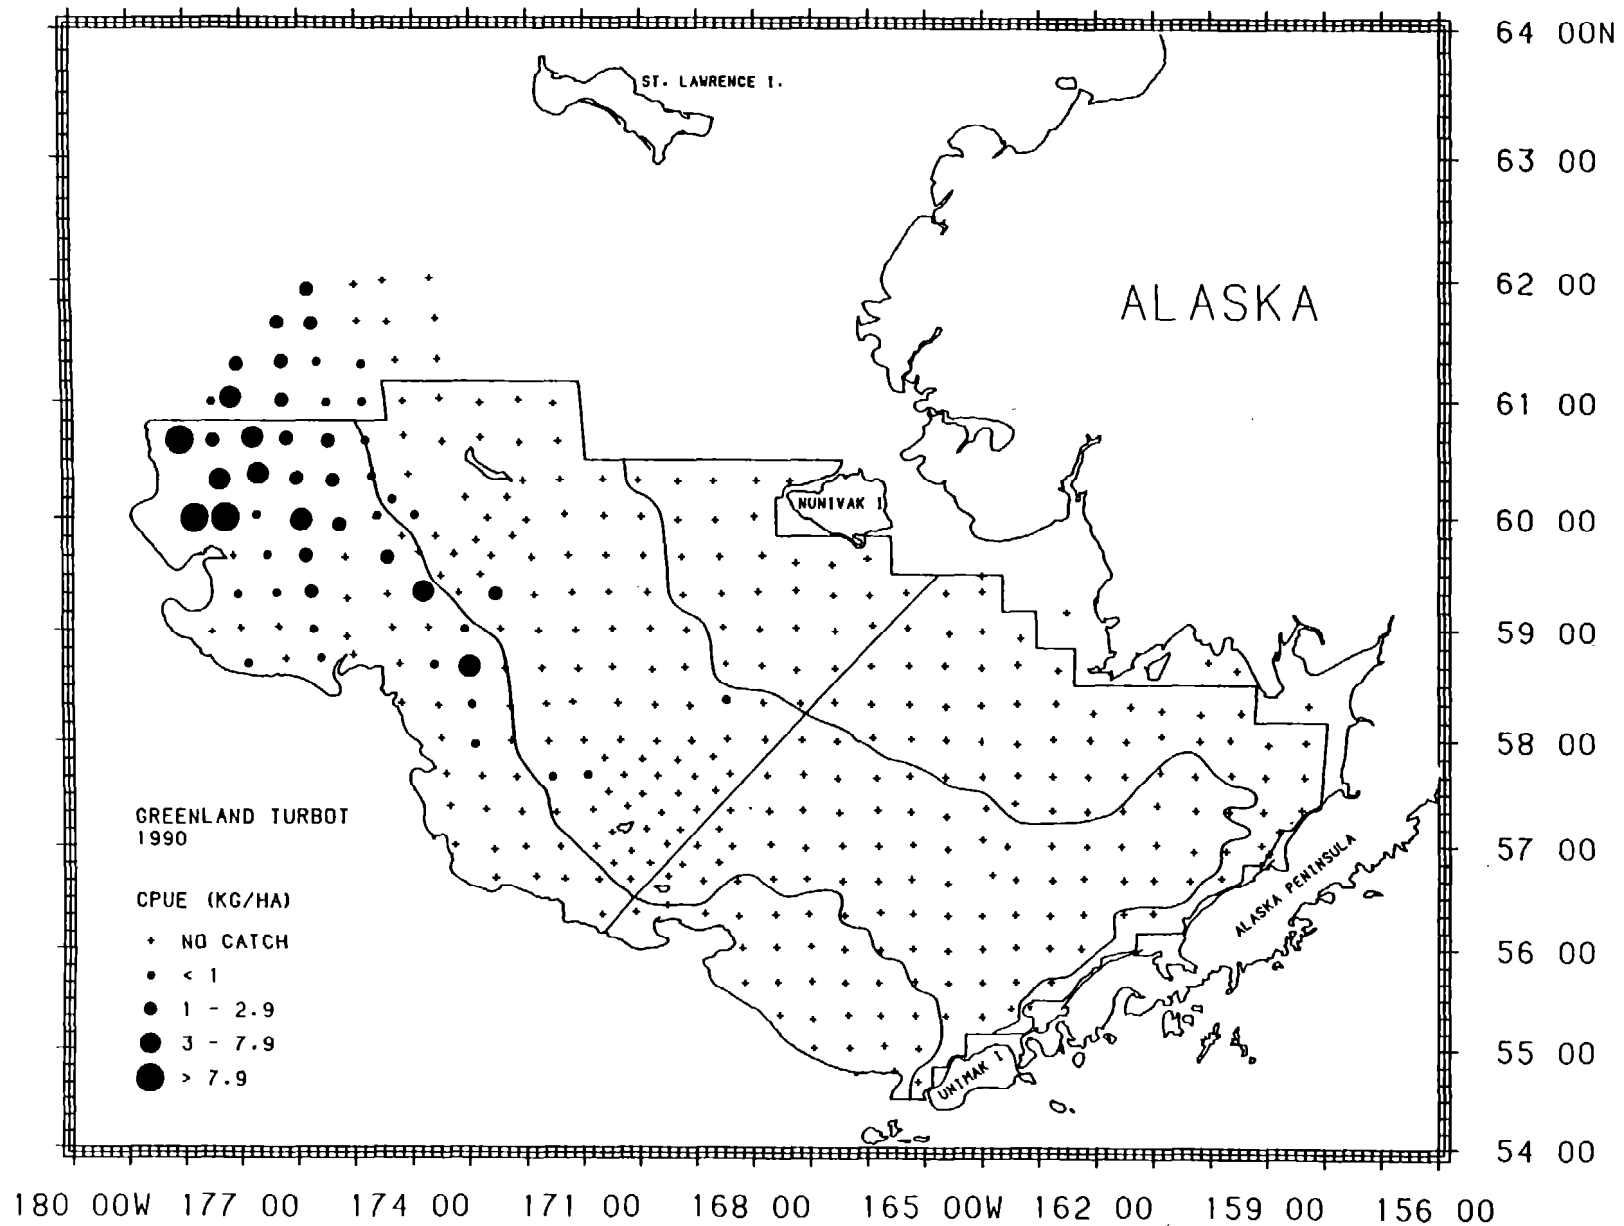 64 00N
ST. LAWRENCE I.
63 00
62 00
ALASKA
61 00
NUNIVAK I
60 00
59 00
58 00
GREENLAND TURBOT
1990
57 00
ALASKA PENINSULA
CPUE (KG/HA)
+ NO CATCH
< 1
56 00
1 - 2.9
3 - 7.9
55 00
> 7.9
UNIMAK I
54 00
180 00W 177 00 174 00 171 00 168 00 165 00W 162 00 159 00 156 00